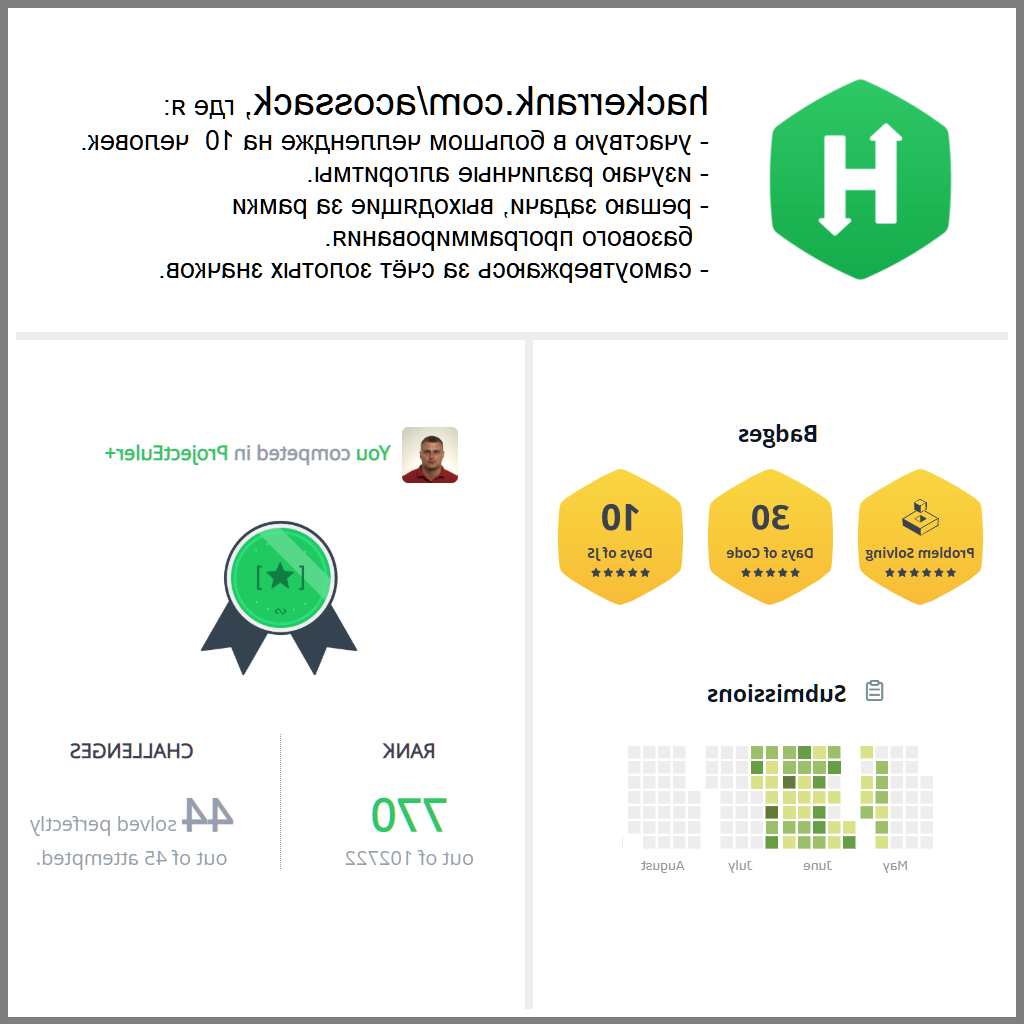 hackerrank.com/acossack, где я:
- участвую в большом челлендже на 10 человек.
- изучаю различные алгоритмы.
- решаю задачи, выходящие за рамки
базового программирования.
- самоутвержаюсь за счёт золотых значков.
Badges
Problem Solving
30
Days of Code
10
Days of JS
Submissions
May
June
July
August
You competed in ProjectEuler+
RANK
770
out of 102722
CHALLENGES
44 solved perfectly
out of 45 attempted.